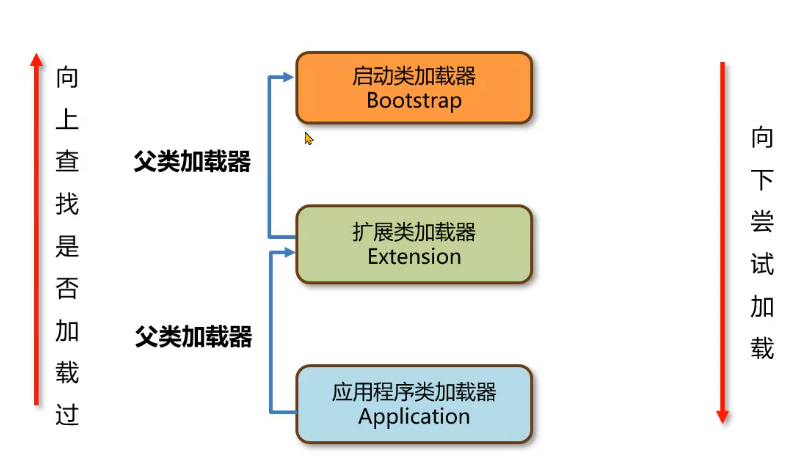 向上查找是否加载过
启动类加载器
Bootstrap
父类加载器
扩展类加载器
Extension
父类加载器
应用程序类加载器
Application
向下尝试加载